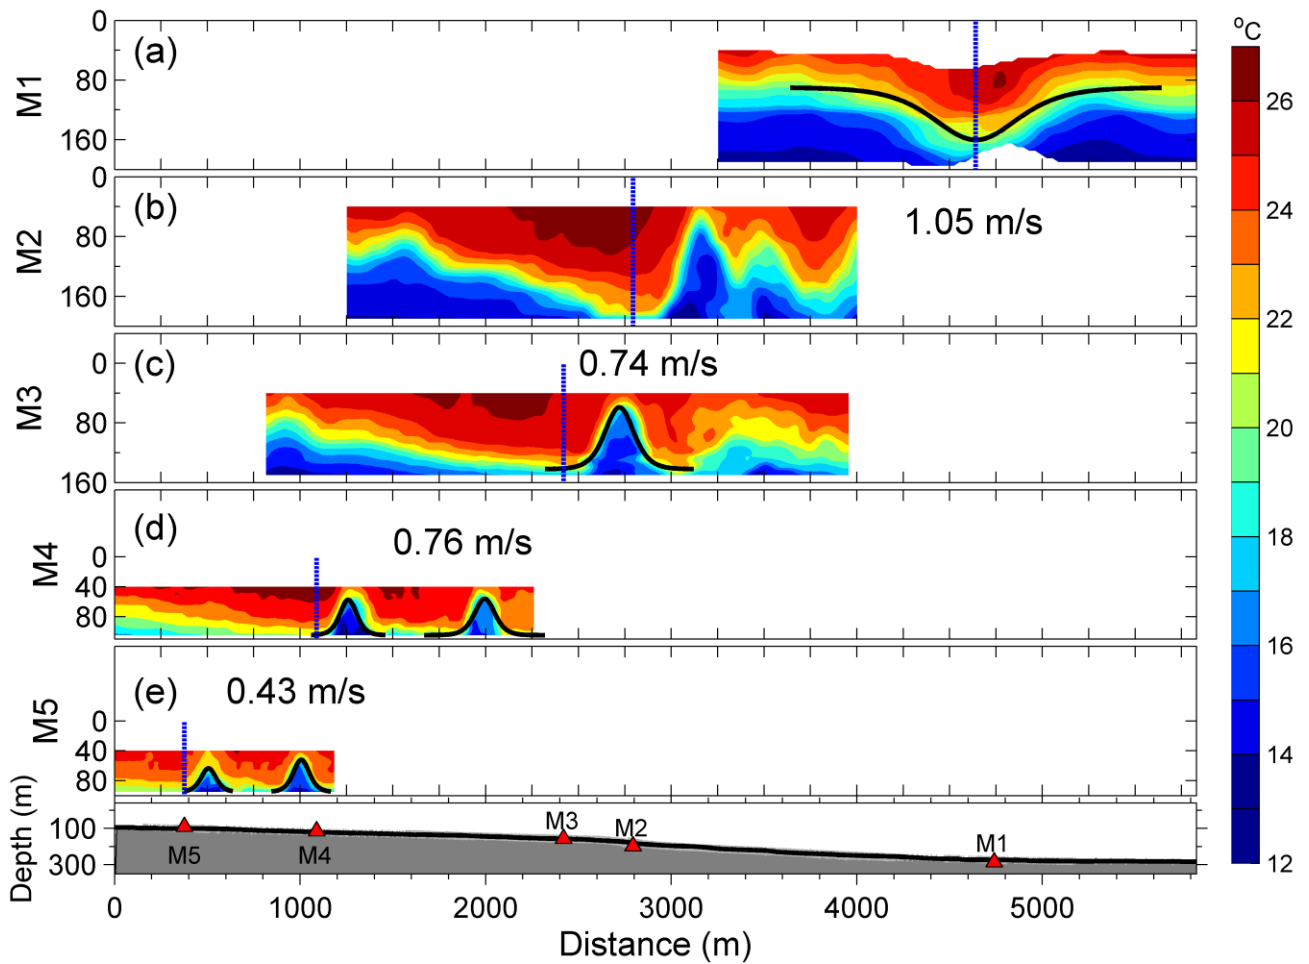 0
80
160
M1
(a)
ºC
26
24
22
20
18
16
14
12
0
80
160
M2
(b)
1.05 m/s
0
80
160
M3
(c)
0.74 m/s
0
40
80
M4
(d)
0.76 m/s
0
40
80
M5
(e)
0.43 m/s
100
300
Depth (m)
M5
M4
M3
M2
M1
0 1000 2000 3000 4000 5000
Distance (m)